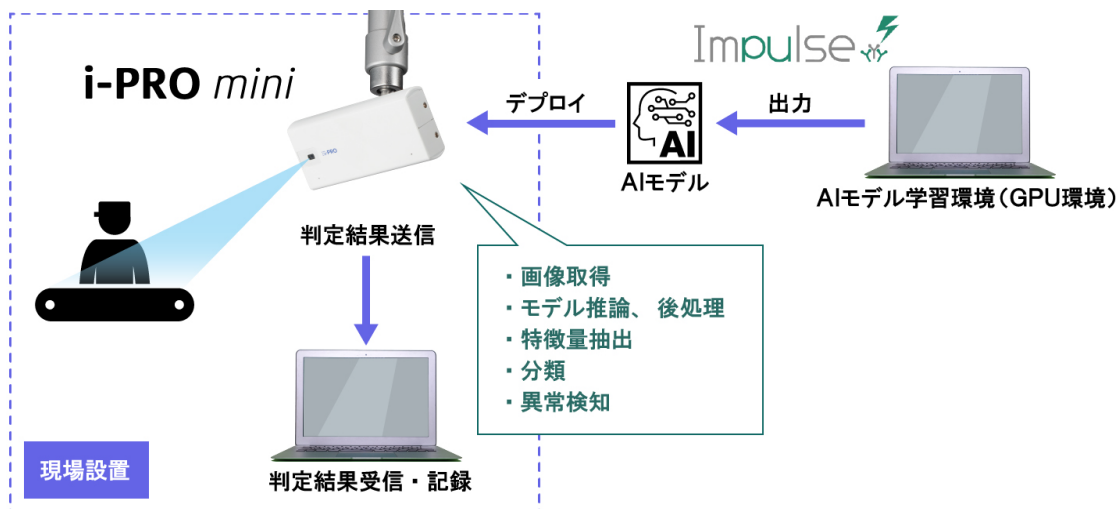 i-PRO mini
i-PRO
Impulse
デプロイ
出力
AI
AIモデル
AIモデル学習環境(GPU環境)
判定結果送信
・画像取得
・モデル推論、後処理
・特徴量抽出
・分類
・異常検知
現場設置
判定結果受信・記録